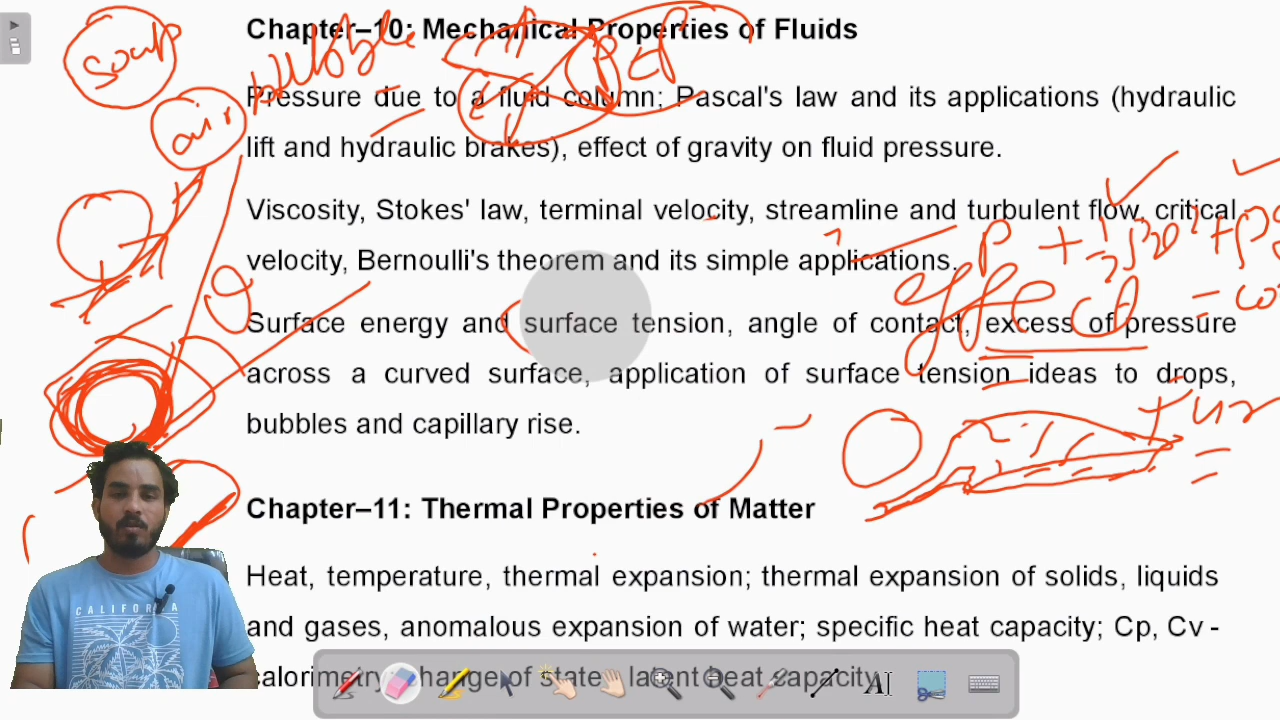 Chapter–10: Mechanical Properties of Fluids
soap
bubble
air
Pressure due to a fluid column; Pascal's law and its applications (hydraulic
lift and hydraulic brakes), effect of gravity on fluid pressure.
Viscosity, Stokes' law, terminal velocity, streamline and turbulent flow, critical
velocity, Bernoulli's theorem and its simple applications.
effect
Surface energy and surface tension, angle of contact, excess of pressure
across a curved surface, application of surface tension ideas to drops,
bubbles and capillary rise.
Chapter–11: Thermal Properties of Matter
Heat, temperature, thermal expansion; thermal expansion of solids, liquids
and gases, anomalous expansion of water; specific heat capacity; Cp, Cv -
calorimetry; change of state - latent heat capacity.
CALIFORNIA